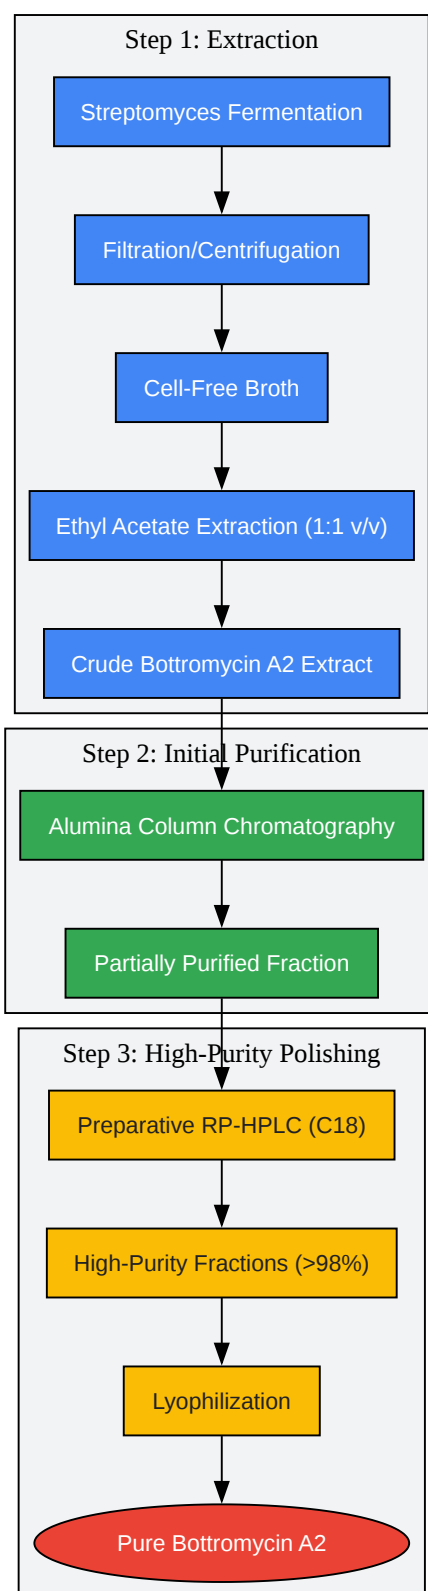 Step 1: Extraction
Streptomyces Fermentation
Filtration/Centrifugation
Cell-Free Broth
Ethyl Acetate Extraction (1:1 v/v)
Crude Bottromycin A2 Extract
Step 2: Initial Purification
Alumina Column Chromatography
Partially Purified Fraction
Step 3: High-Purity Polishing
Preparative RP-HPLC (C18)
High-Purity Fractions (>98%)
Lyophilization
Pure Bottromycin A2